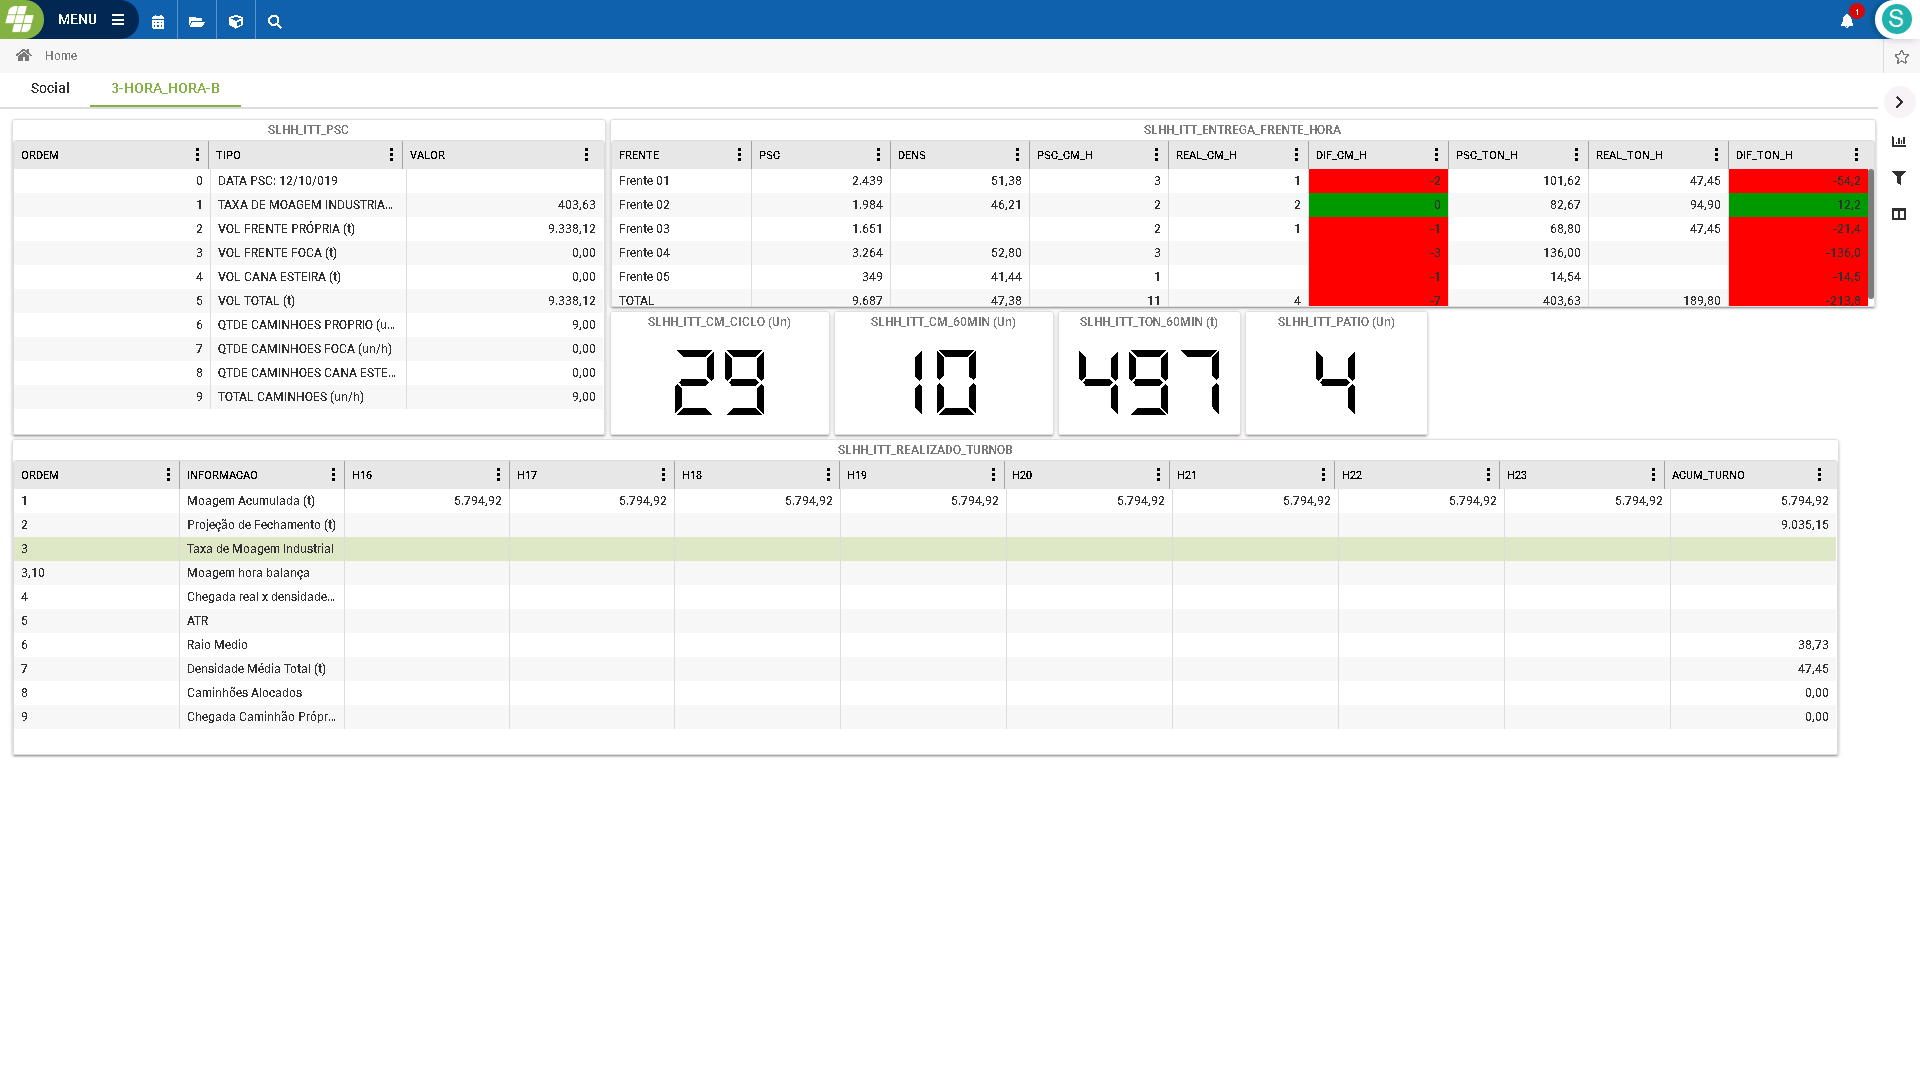 MENU
1
S
Home
Social
3-HORA_HORA-B
SLHH_ITT_PSC
ORDEM TIPO VALOR
0 DATA PSC: 12/10/019
1 TAXA DE MOAGEM INDUSTRIA... 403,63
2 VOL FRENTE PRÓPRIA (t) 9.338,12
3 VOL FRENTE FOCA (t) 0,00
4 VOL CANA ESTEIRA (t) 0,00
5 VOL TOTAL (t) 9.338,12
6 QTDE CAMINHOES PROPRIO (u... 9,00
7 QTDE CAMINHOES FOCA (un/h) 0,00
8 QTDE CAMINHOES CANA ESTE... 0,00
9 TOTAL CAMINHOES (un/h) 9,00
SLHH_ITT_ENTREGA_FRENTE_HORA
FRENTE PSC DENS PSC_CM_H REAL_CM_H DIF_CM_H PSC_TON_H REAL_TON_H DIF_TON_H
Frente 01 2.439 51,38 3 1 -2 101,62 47,45 -54,2
Frente 02 1.984 46,21 2 2 0 82,67 94,90 12,2
Frente 03 1.651 2 1 -1 68,80 47,45 -21,4
Frente 04 3.264 52,80 3 -3 136,00 -136,0
Frente 05 349 41,44 1 -1 14,54 -14,5
TOTAL 9.687 47,38 11 4 -7 403,63 189,80 -213,8
SLHH_ITT_CM_CICLO (Un)
29
SLHH_ITT_CM_60MIN (Un)
10
SLHH_ITT_TON_60MIN (t)
497
SLHH_ITT_PATIO (Un)
4
SLHH_ITT_REALIZADO_TURNOB
ORDEM INFORMACAO H16 H17 H18 H19 H20 H21 H22 H23 ACUM_TURNO
1 Moagem Acumulada (t) 5.794,92 5.794,92 5.794,92 5.794,92 5.794,92 5.794,92 5.794,92 5.794,92 5.794,92
2 Projeção de Fechamento (t) 9.035,15
3 Taxa de Moagem Industrial
3,10 Moagem hora balança
4 Chegada real x densidade...
5 ATR
6 Raio Medio 38,73
7 Densidade Média Total (t) 47,45
8 Caminhões Alocados 0,00
9 Chegada Caminhão Própr... 0,00